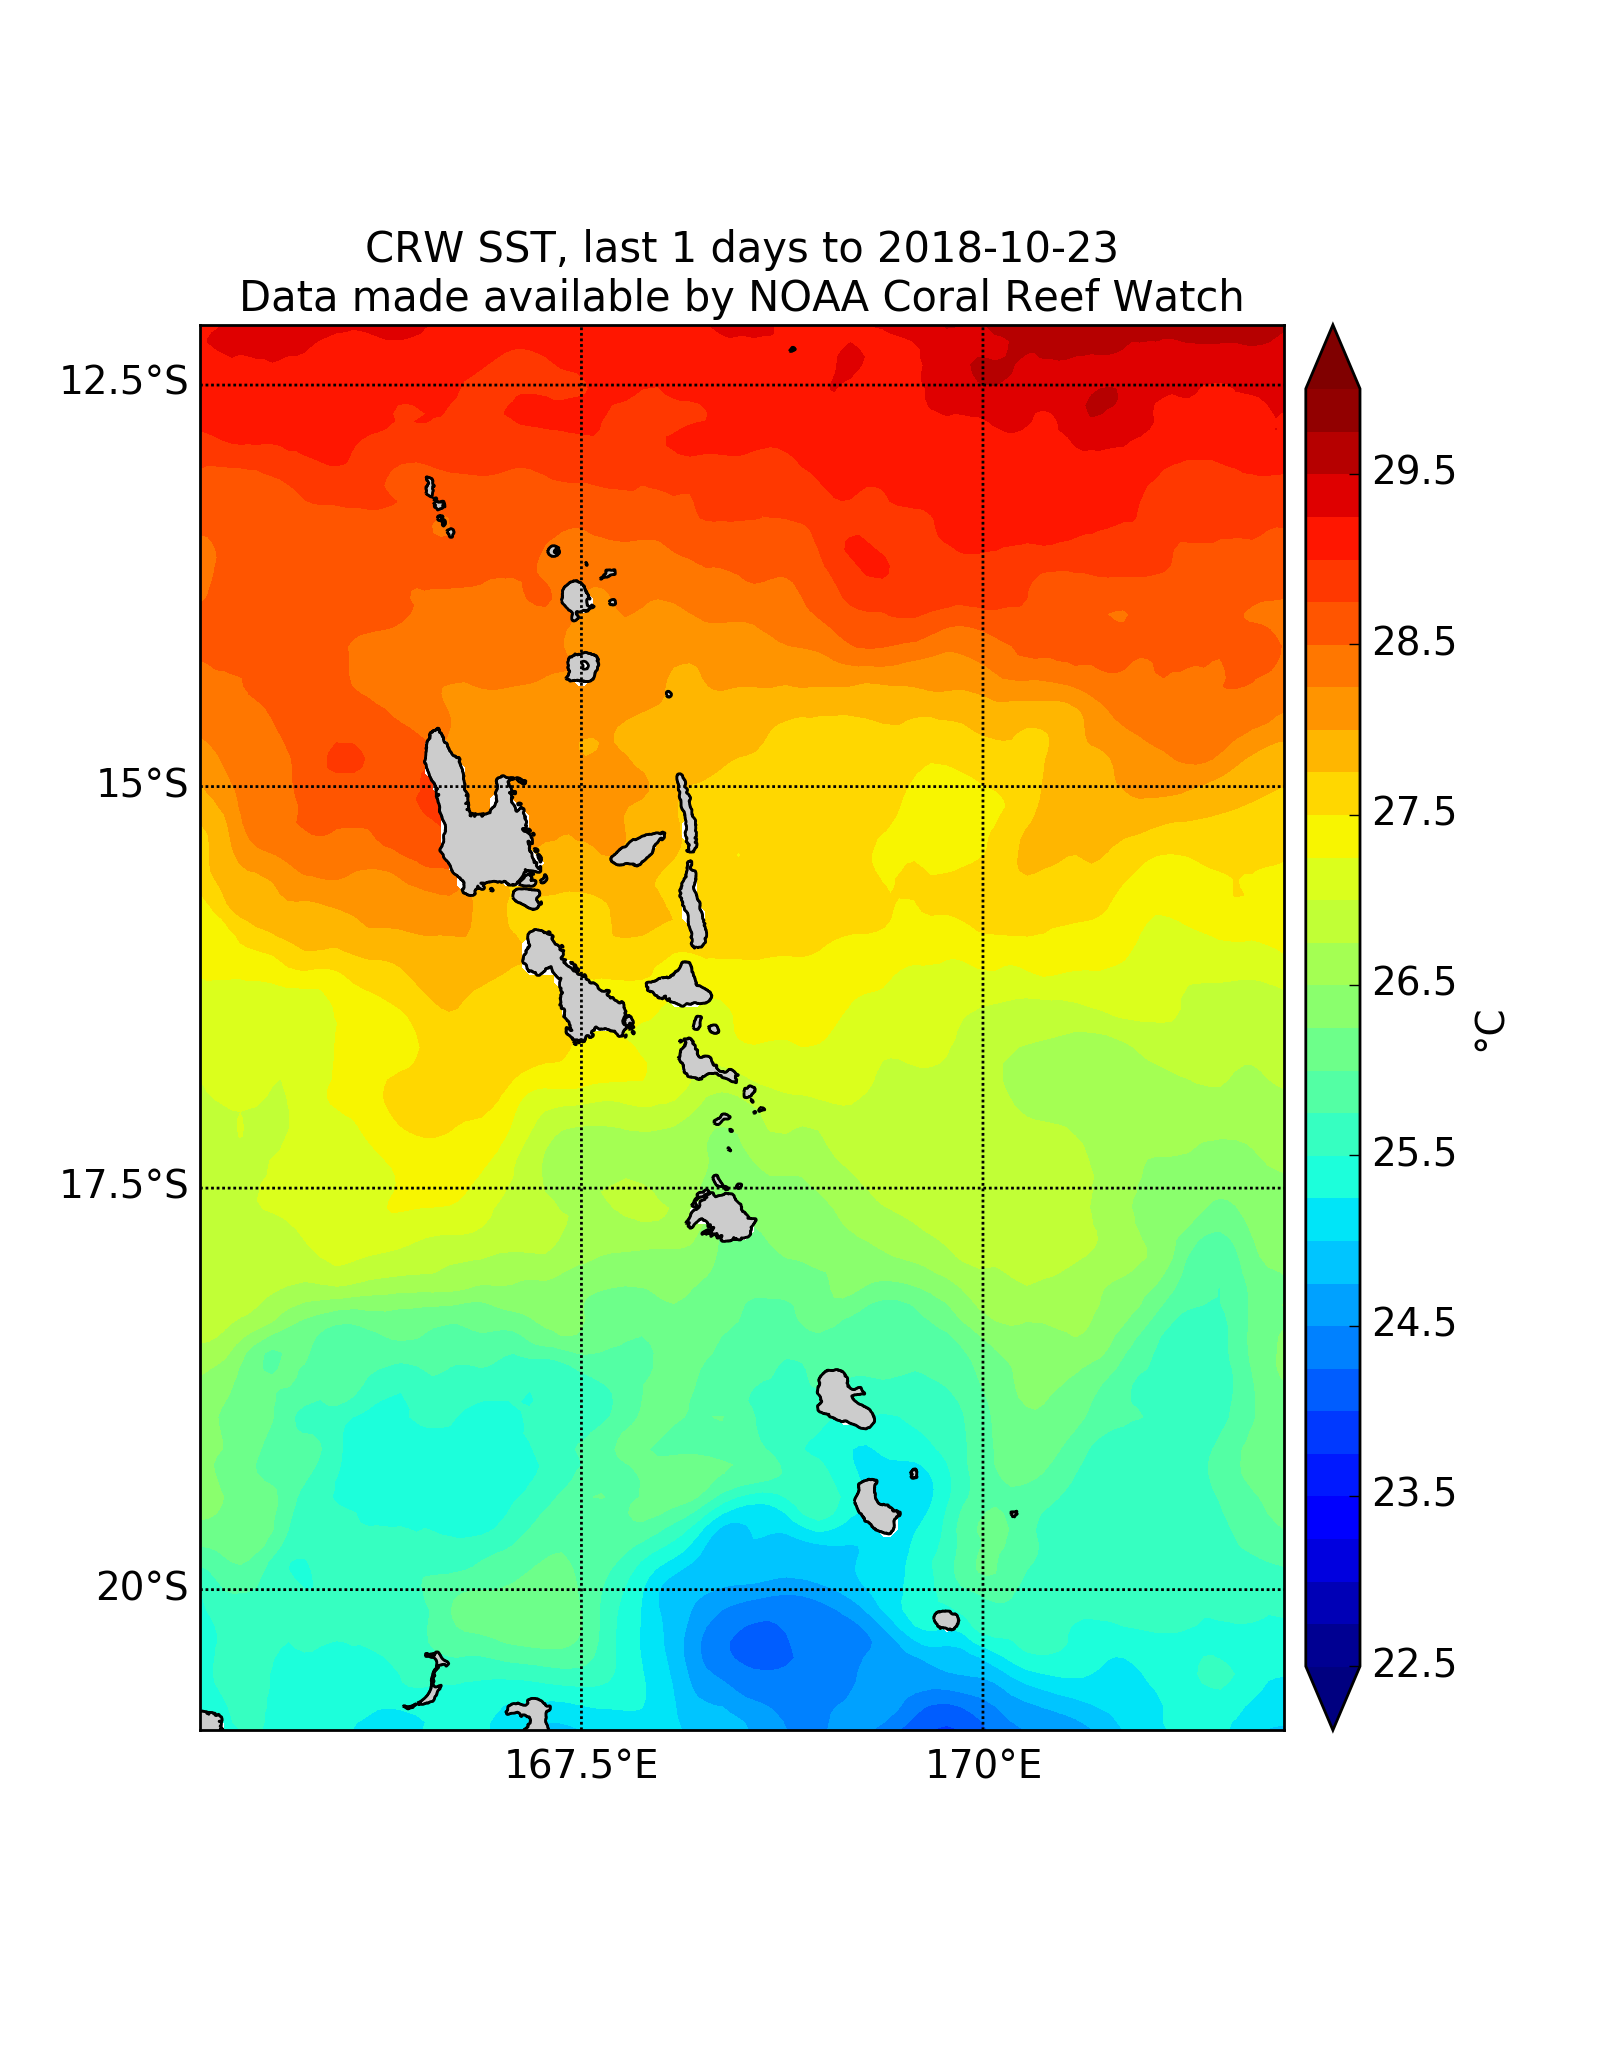 CRW SST, last 1 days to 2018-10-23
Data made available by NOAA Coral Reef Watch
12.5°S
15°S
17.5°S
20°S
167.5°E
170°E
29.5
28.5
27.5
26.5
25.5
24.5
23.5
22.5
°C